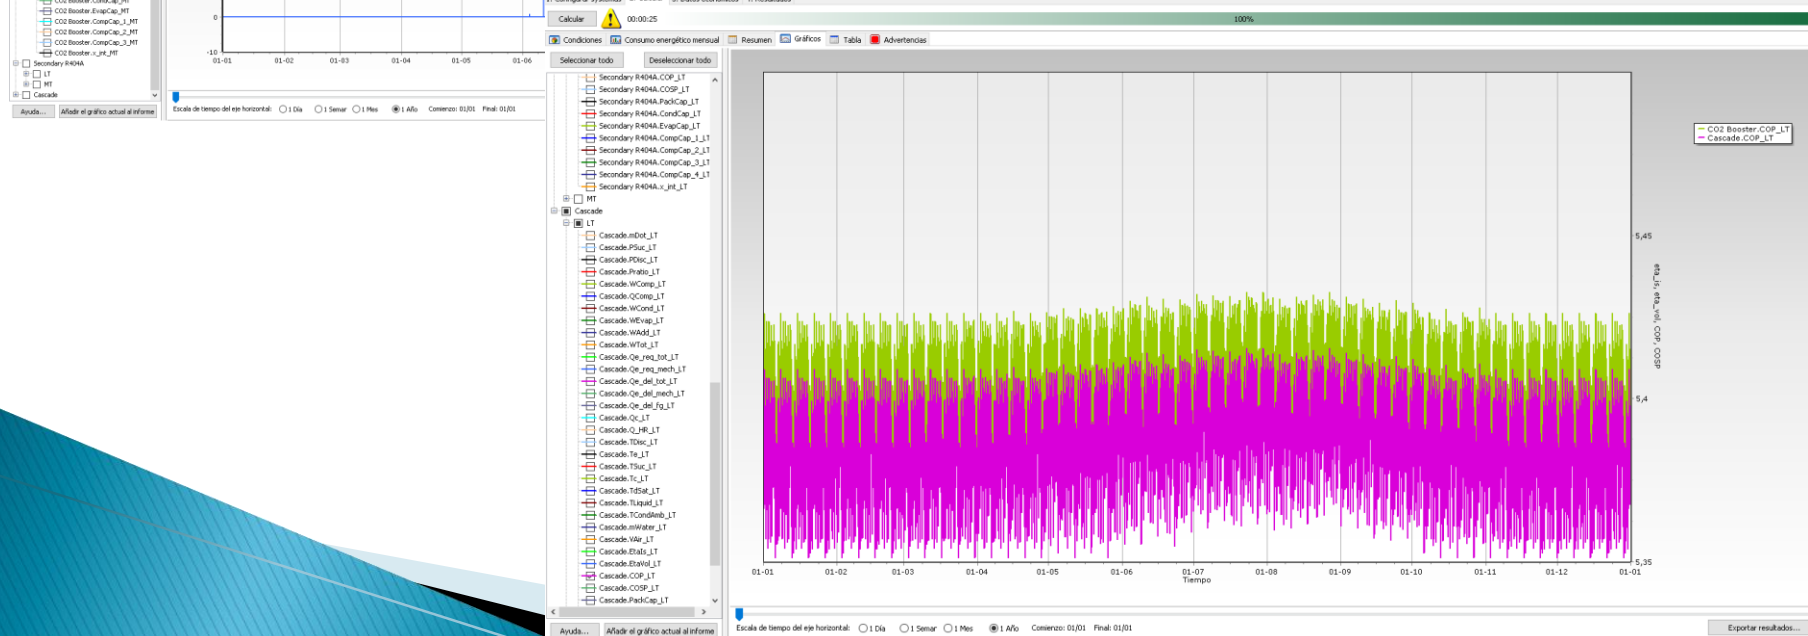 CO2 Booster.EvapCap_MT
CO2 Booster.CompCap_1_MT
CO2 Booster.CompCap_2_MT
CO2 Booster.CompCap_3_MT
CO2 Booster.x_int_MT
Secondary R404A
LT
MT
Cascade
Ayuda...
Añadir el gráfico actual al informe
0
-10
01-01
01-02
01-03
01-04
01-05
01-06
Escala de tiempo del eje horizontal:
1 Día
1 Semar
1 Mes
1 Año
Comienzo: 01/01
Final: 01/01
Calcular
00:00:25
100%
Condiciones
Consumo energético mensual
Resumen
Gráficos
Tabla
Advertencias
Seleccionar todo
Deseleccionar todo
Secondary R404A.COP_LT
Secondary R404A.COSP_LT
Secondary R404A.PackCap_LT
Secondary R404A.CondCap_LT
Secondary R404A.EvapCap_LT
Secondary R404A.CompCap_1_LT
Secondary R404A.CompCap_2_LT
Secondary R404A.CompCap_3_LT
Secondary R404A.CompCap_4_LT
Secondary R404A.x_int_LT
MT
Cascade
LT
Cascade.mDot_LT
Cascade.PSuc_LT
Cascade.PDisc_LT
Cascade.Pratio_LT
Cascade.WComp_LT
Cascade.QComp_LT
Cascade.WCond_LT
Cascade.WEvap_LT
Cascade.WAdd_LT
Cascade.WTot_LT
Cascade.Qe_req_tot_LT
Cascade.Qe_req_mech_LT
Cascade.Qe_del_tot_LT
Cascade.Qe_del_mech_LT
Cascade.Qe_del_fg_LT
Cascade.Qc_LT
Cascade.Q_HR_LT
Cascade.TDisc_LT
Cascade.Te_LT
Cascade.TSuc_LT
Cascade.Tc_LT
Cascade.TdSat_LT
Cascade.TLiquid_LT
Cascade.TCondAmb_LT
Cascade.mWater_LT
Cascade.VAir_LT
Cascade.EtaIs_LT
Cascade.EtaVol_LT
Cascade.COP_LT
Cascade.COSP_LT
Cascade.PackCap_LT
Ayuda...
Añadir el gráfico actual al informe
CO2 Booster.COP_LT
Cascade.COP_LT
5,45
5,4
5,35
eta_is, eta_vol, COP, COSP
01-01
01-02
01-03
01-04
01-05
01-06
01-07
01-08
01-09
01-10
01-11
01-12
01-01
Tiempo
Escala de tiempo del eje horizontal:
1 Día
1 Semar
1 Mes
1 Año
Comienzo: 01/01
Final: 01/01
Exportar resultados...